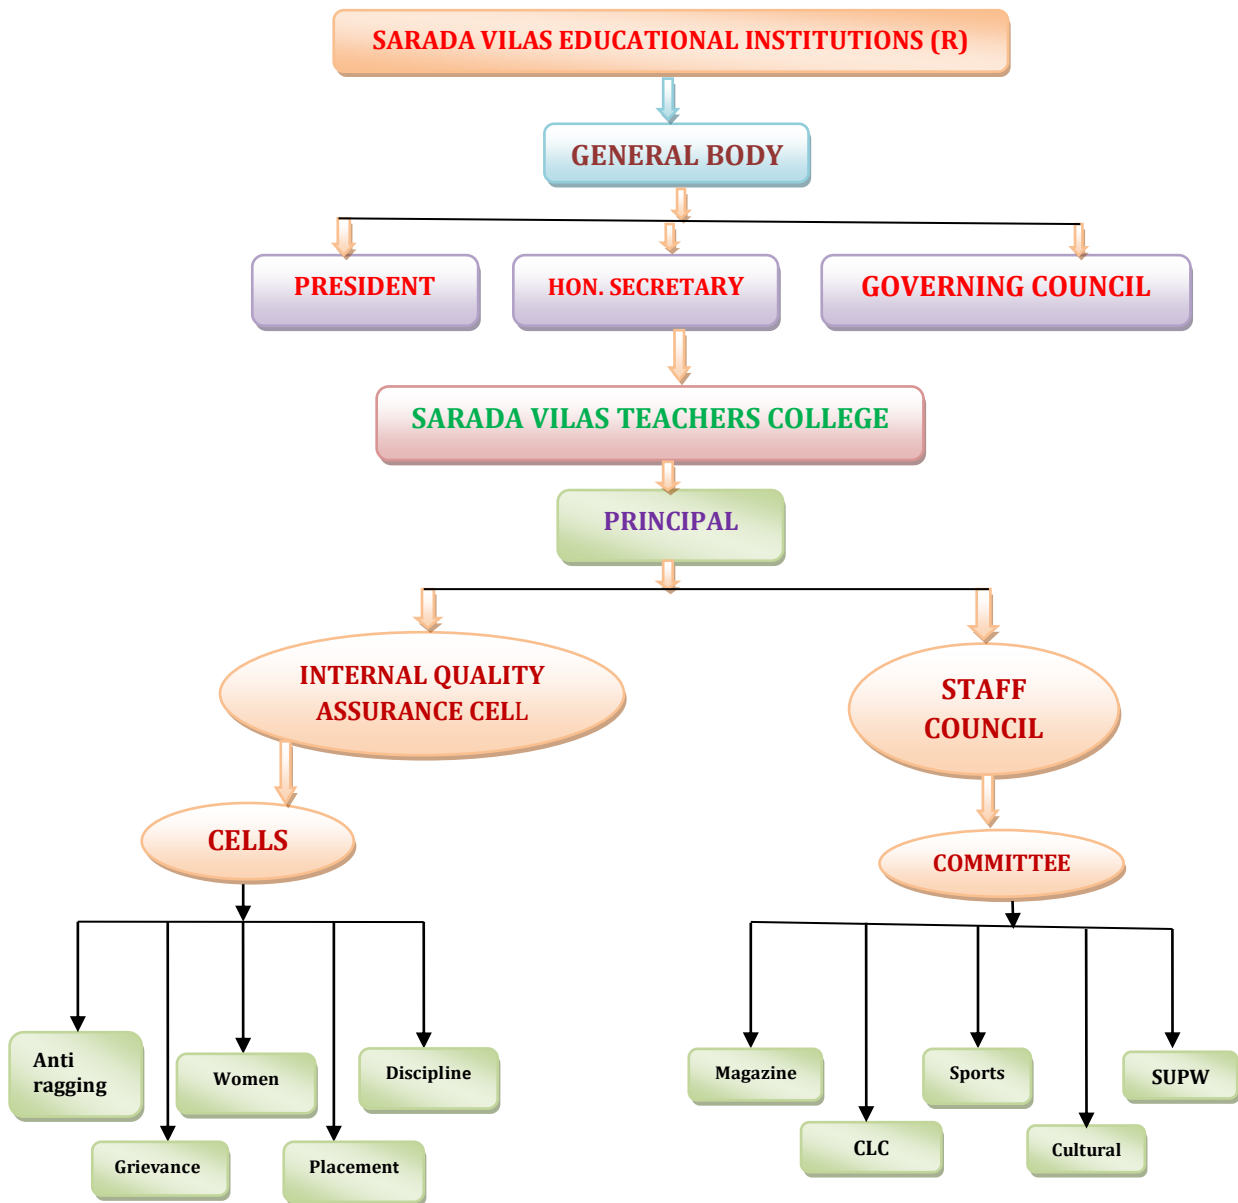 SARADA VILAS EDUCATIONAL INSTITUTIONS (R)
GENERAL BODY
PRESIDENT
HON. SECRETARY
GOVERNING COUNCIL
SARADA VILAS TEACHERS COLLEGE
PRINCIPAL
INTERNAL QUALITY
ASSURANCE CELL
STAFF
COUNCIL
CELLS
COMMITTEE
Anti
ragging
Women
Discipline
Grievance
Placement
Magazine
Sports
SUPW
CLC
Cultural